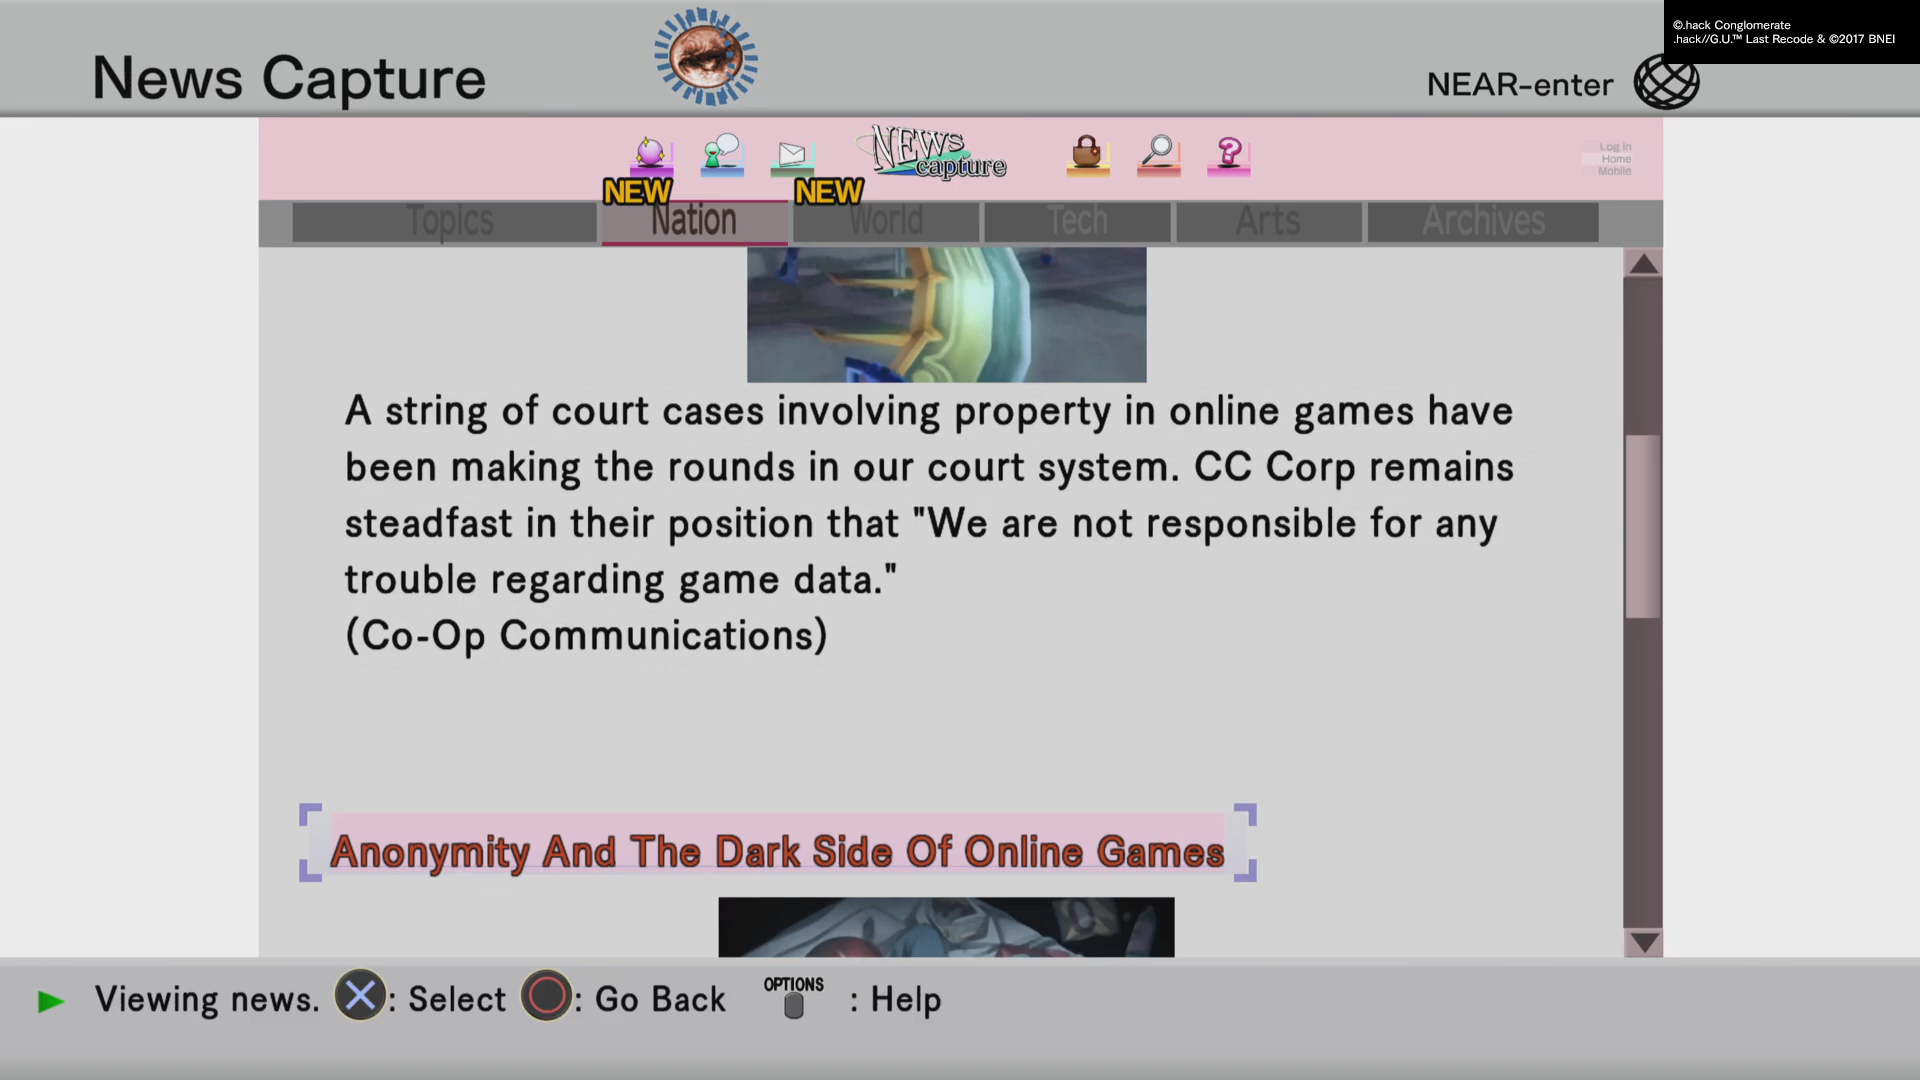 ©.hack Conglomerate
.hack//G.U.™ Last Recode & ©2017 BNEI
News Capture
NEAR-enter
NEWS
capture
Log in
Home
Mobile
NEW
NEW
Topics
Nation
World
Tech
Arts
Archives
A string of court cases involving property in online games have
been making the rounds in our court system. CC Corp remains
steadfast in their position that "We are not responsible for any
trouble regarding game data."
(Co-Op Communications)
Anonymity And The Dark Side Of Online Games
Viewing news. : Select : Go Back OPTIONS : Help